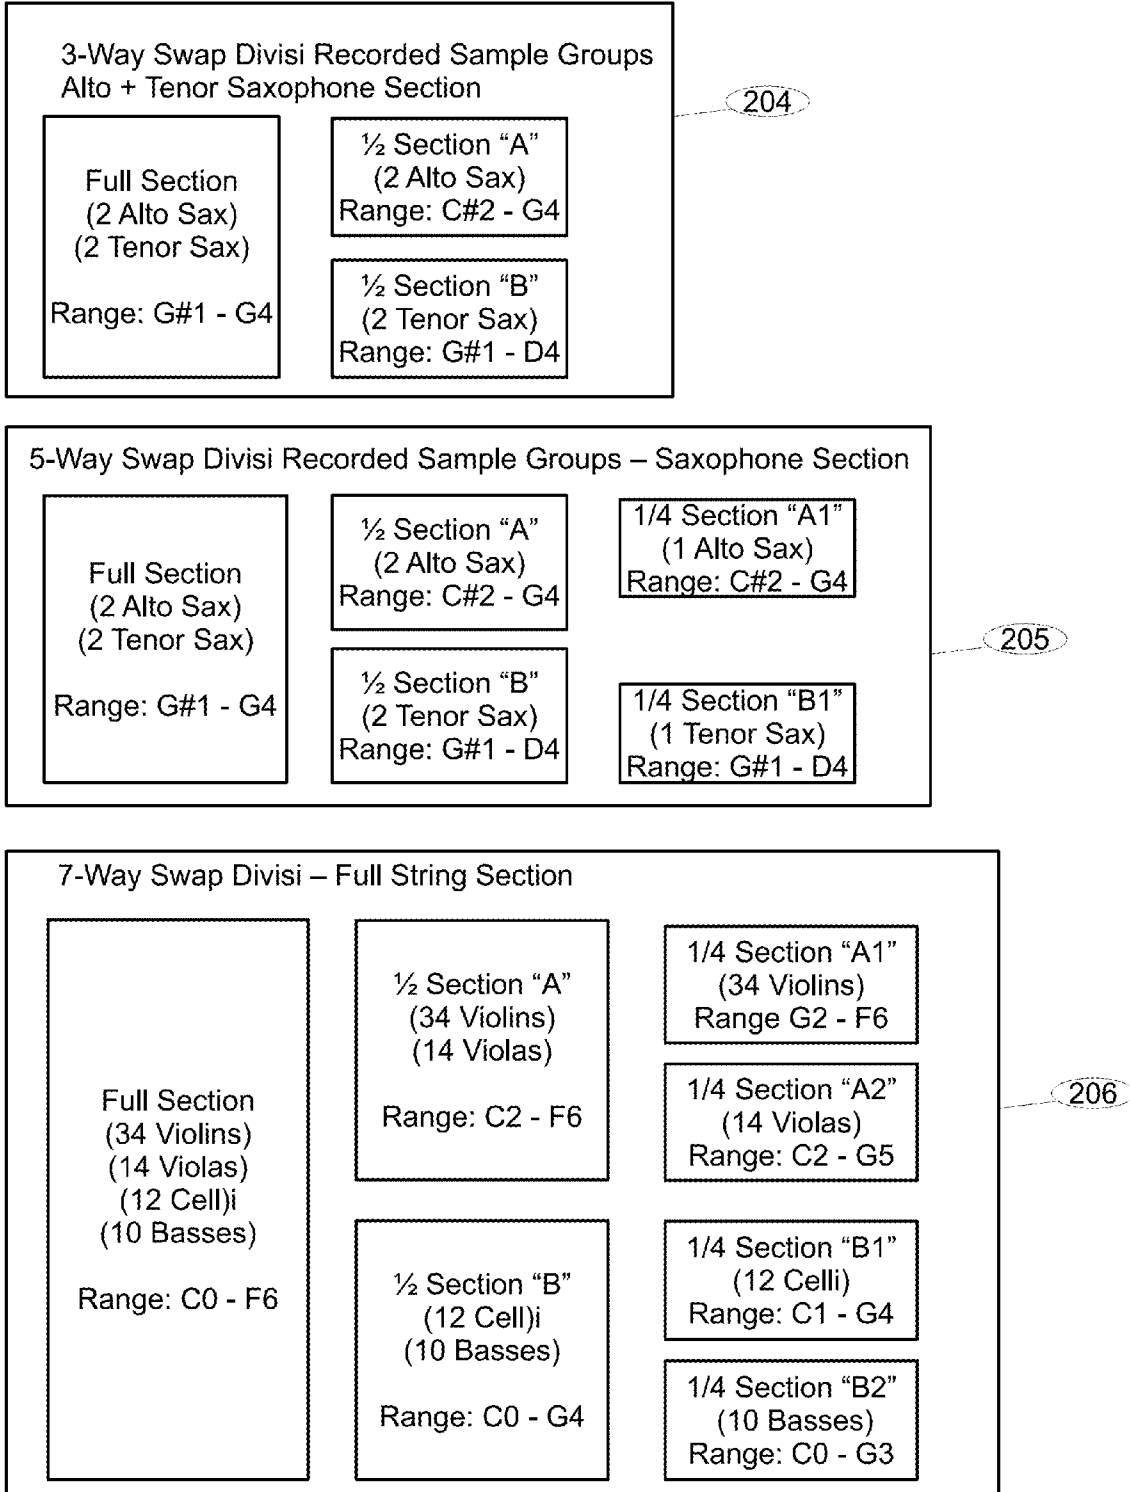 3-Way Swap Divisi Recorded Sample Groups
Alto + Tenor Saxophone Section
Full Section
(2 Alto Sax)
(2 Tenor Sax)
Range: G#1 - G4
½ Section “A”
(2 Alto Sax)
Range: C#2 - G4
½ Section “B”
(2 Tenor Sax)
Range: G#1 - D4
204
5-Way Swap Divisi Recorded Sample Groups – Saxophone Section
Full Section
(2 Alto Sax)
(2 Tenor Sax)
Range: G#1 - G4
½ Section “A”
(2 Alto Sax)
Range: C#2 - G4
½ Section “B”
(2 Tenor Sax)
Range: G#1 - D4
1/4 Section “A1”
(1 Alto Sax)
Range: C#2 - G4
1/4 Section “B1”
(1 Tenor Sax)
Range: G#1 - D4
205
7-Way Swap Divisi – Full String Section
Full Section
(34 Violins)
(14 Violas)
(12 Cell)i
(10 Basses)
Range: C0 - F6
½ Section “A”
(34 Violins)
(14 Violas)
Range: C2 - F6
½ Section “B”
(12 Cell)i
(10 Basses)
Range: C0 - G4
1/4 Section “A1”
(34 Violins)
Range G2 - F6
1/4 Section “A2”
(14 Violas)
Range: C2 - G5
1/4 Section “B1”
(12 Celli)
Range: C1 - G4
1/4 Section “B2”
(10 Basses)
Range: C0 - G3
206